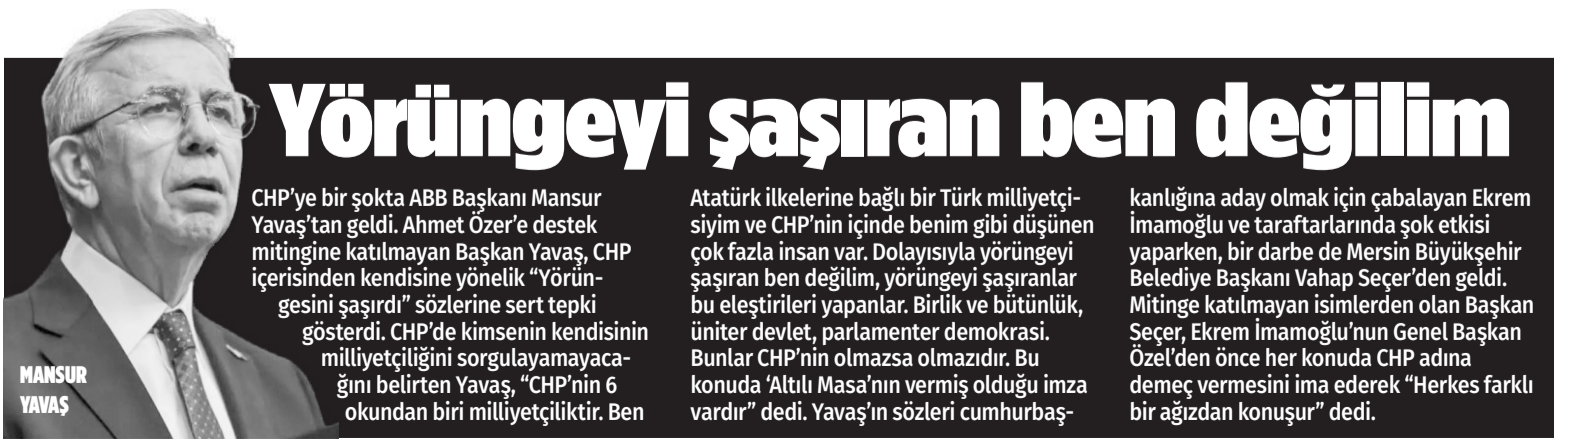 Yörüngeyi şaşıran ben değilim
CHP'ye bir şokta ABB Başkanı Mansur
Yavaş'tan geldi. Ahmet Özer'e destek
mitingine katılmayan Başkan Yavaş, CHP
içerisinden kendisine yönelik “Yörün-
gesini şaşırdı” sözlerine sert tepki
gösterdi. CHP'de kimsenin kendisinin
milliyetçiliğini sorgulayamayaca-
ğını belirten Yavaş, “CHP'nin 6
okundan biri milliyetçiliktir. Ben
Atatürk ilkelerine bağlı bir Türk milliyetçi-
siyim ve CHP'nin içinde benim gibi düşünen
çok fazla insan var. Dolayısıyla yörüngeyi
şaşıran ben değilim, yörüngeyi şaşıranlar
bu eleştirileri yapanlar. Birlik ve bütünlük,
üniter devlet, parlamenter demokrasi.
Bunlar CHP'nin olmazsa olmazıdır. Bu
konuda ‘Altılı Masa'nın vermiş olduğu imza
vardır” dedi. Yavaş'ın sözleri cumhurbaş-
kanlığına aday olmak için çabalayan Ekrem
İmamoğlu ve taraftarlarında şok etkisi
yaparken, bir darbe de Mersin Büyükşehir
Belediye Başkanı Vahap Seçer'den geldi.
Mitinge katılmayan isimlerden olan Başkan
Seçer, Ekrem İmamoğlu'nun Genel Başkan
Özel'den önce her konuda CHP adına
demeç vermesini ima ederek “Herkes farklı
bir ağızdan konuşur” dedi.
MANSUR
YAVAŞ